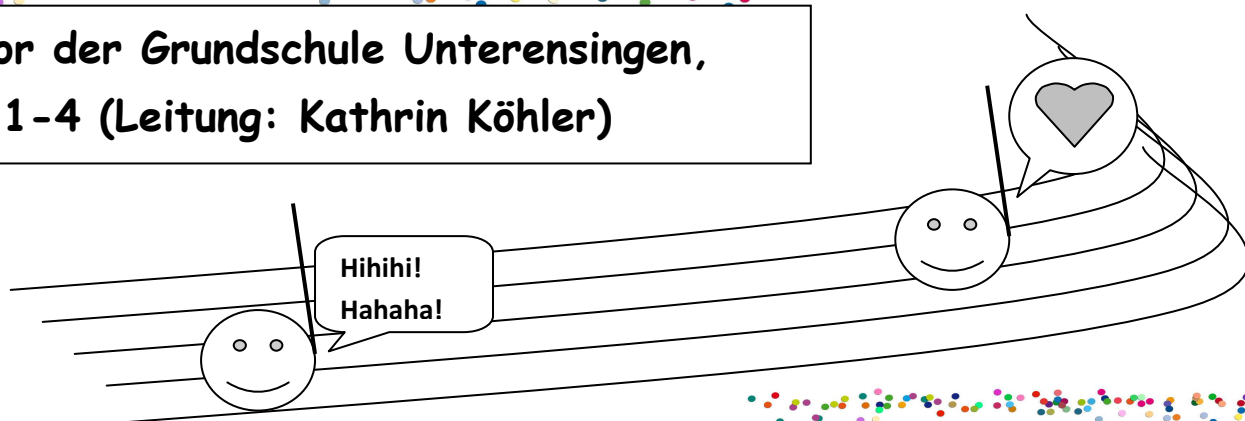 or der Grundschule Unterensingen,
1-4 (Leitung: Kathrin Köhler)
Hihihi!
Hahaha!